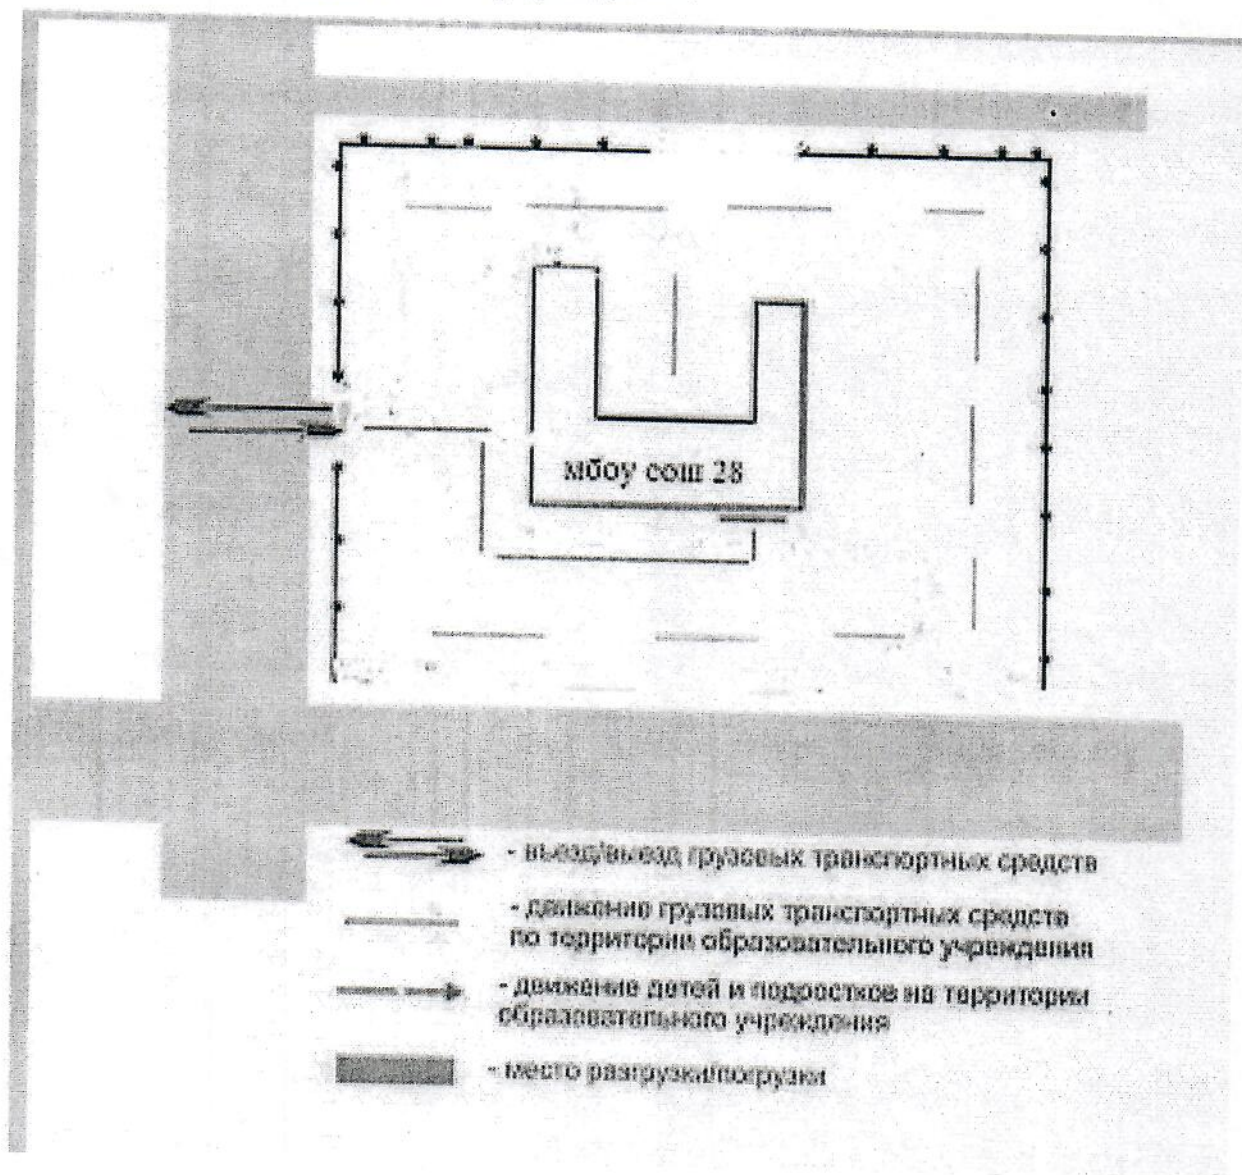 мбоу сош 28
- въезд/выезд грузовых транспортных средств
- движение грузовых транспортных средств
по территории образовательного учреждения
- движение детей и подростков на территории
образовательного учреждения
- место разгрузки/погрузки